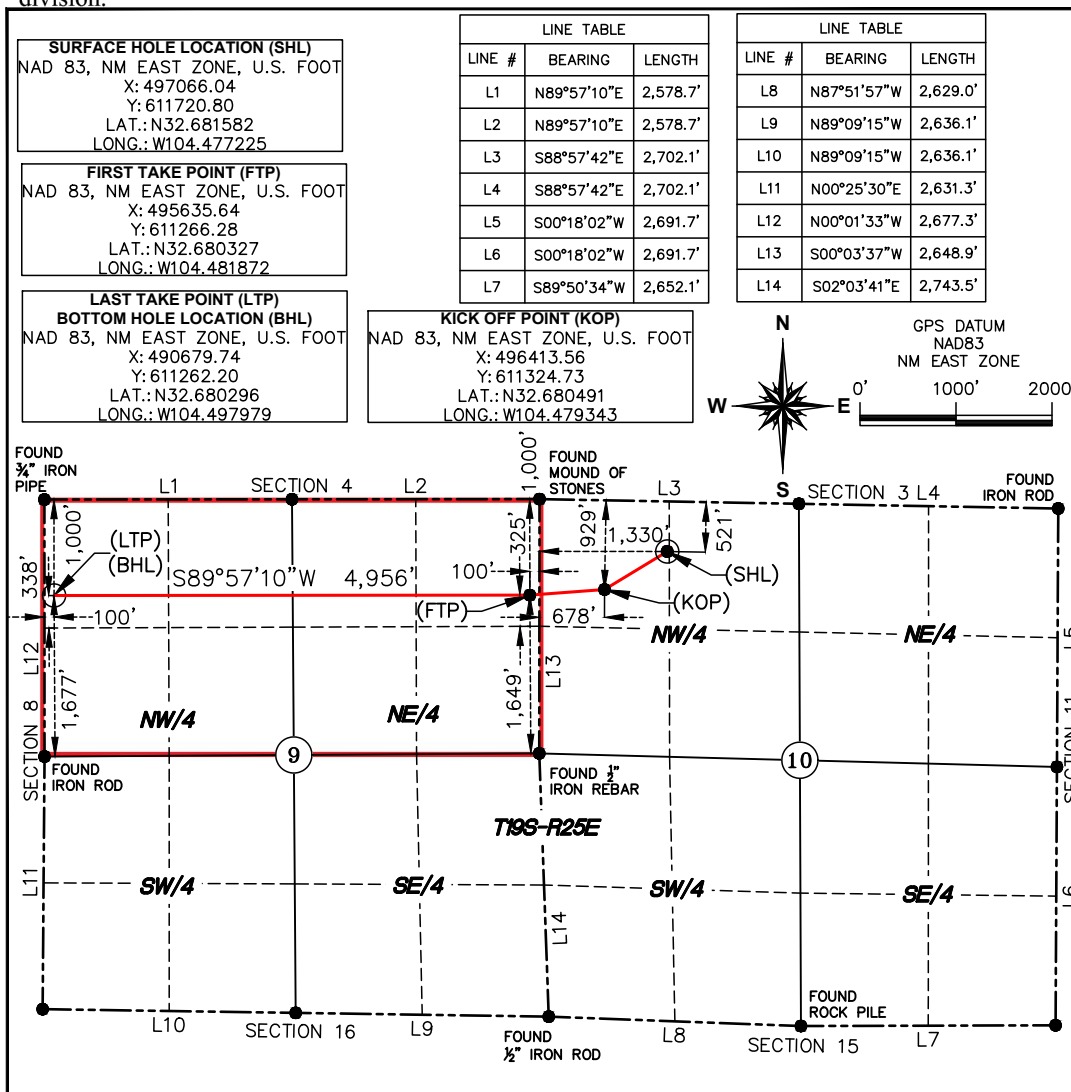 division.
SURFACE HOLE LOCATION (SHL)
NAD 83, NM EAST ZONE, U.S. FOOT
X: 497066.04
Y: 611720.80
LAT.: N32.681582
LONG.: W104.477225
FIRST TAKE POINT (FTP)
NAD 83, NM EAST ZONE, U.S. FOOT
X: 495635.64
Y: 611266.28
LAT.: N32.680327
LONG.: W104.481872
LAST TAKE POINT (LTP)
BOTTOM HOLE LOCATION (BHL)
NAD 83, NM EAST ZONE, U.S. FOOT
X: 490679.74
Y: 611262.20
LAT.: N32.680296
LONG.: W104.497979
KICK OFF POINT (KOP)
NAD 83, NM EAST ZONE, U.S. FOOT
X: 496413.56
Y: 611324.73
LAT.: N32.680491
LONG.: W104.479343
LINE TABLE
LINE # BEARING LENGTH
L1 N89°57'10"E 2,578.7'
L2 N89°57'10"E 2,578.7'
L3 S88°57'42"E 2,702.1'
L4 S88°57'42"E 2,702.1'
L5 S00°18'02"W 2,691.7'
L6 S00°18'02"W 2,691.7'
L7 S89°50'34"W 2,652.1'
LINE TABLE
LINE # BEARING LENGTH
L8 N87°51'57"W 2,629.0'
L9 N89°09'15"W 2,636.1'
L10 N89°09'15"W 2,636.1'
L11 N00°25'30"E 2,631.3'
L12 N00°01'33"W 2,677.3'
L13 S00°03'37"W 2,648.9'
L14 S02°03'41"E 2,743.5'
N
W E
S
GPS DATUM
NAD83
NM EAST ZONE
0' 1000' 2000
FOUND
¾" IRON
PIPE
L1
SECTION 4
L2
1,000'
FOUND
MOUND OF
STONES
L3
SECTION 3 L4
FOUND
IRON ROD
1,000'
338'
(LTP)
(BHL)
S89°57'10"W 4,956'
325'
100'
929'
1,330'
521'
(SHL)
(KOP)
(FTP)
100'
678'
NW/4
NE/4
L5
L12
1,677'
1,649'
L13
NW/4
NE/4
SECTION 8
9
10
SECTION 11
FOUND
IRON ROD
FOUND ½"
IRON REBAR
T19S-R25E
L11
SW/4
SE/4
L14
SW/4
SE/4
L6
FOUND
ROCK PILE
L10
SECTION 16
L9
FOUND
½" IRON ROD
L8
SECTION 15
L7